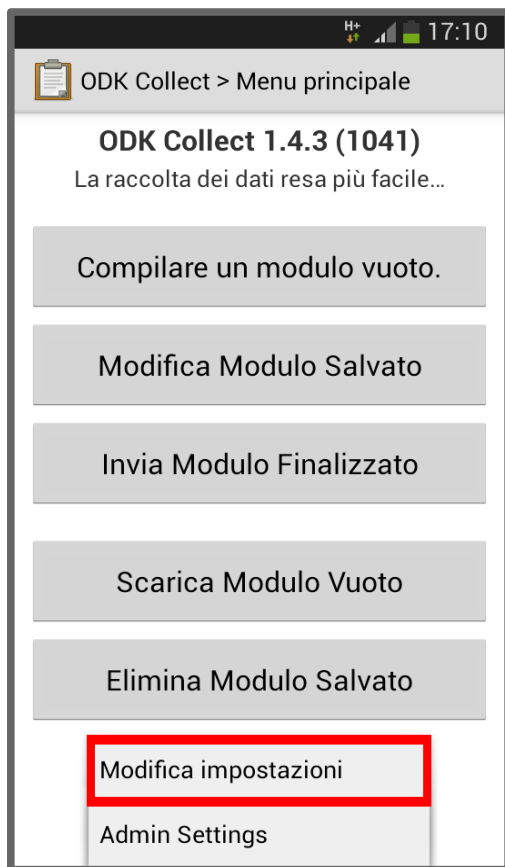 H+ 17:10
ODK Collect > Menu principale
ODK Collect 1.4.3 (1041)
La raccolta dei dati resa più facile...
Compilare un modulo vuoto.
Modifica Modulo Salvato
Invia Modulo Finalizzato
Scarica Modulo Vuoto
Elimina Modulo Salvato
Modifica impostazioni
Admin Settings